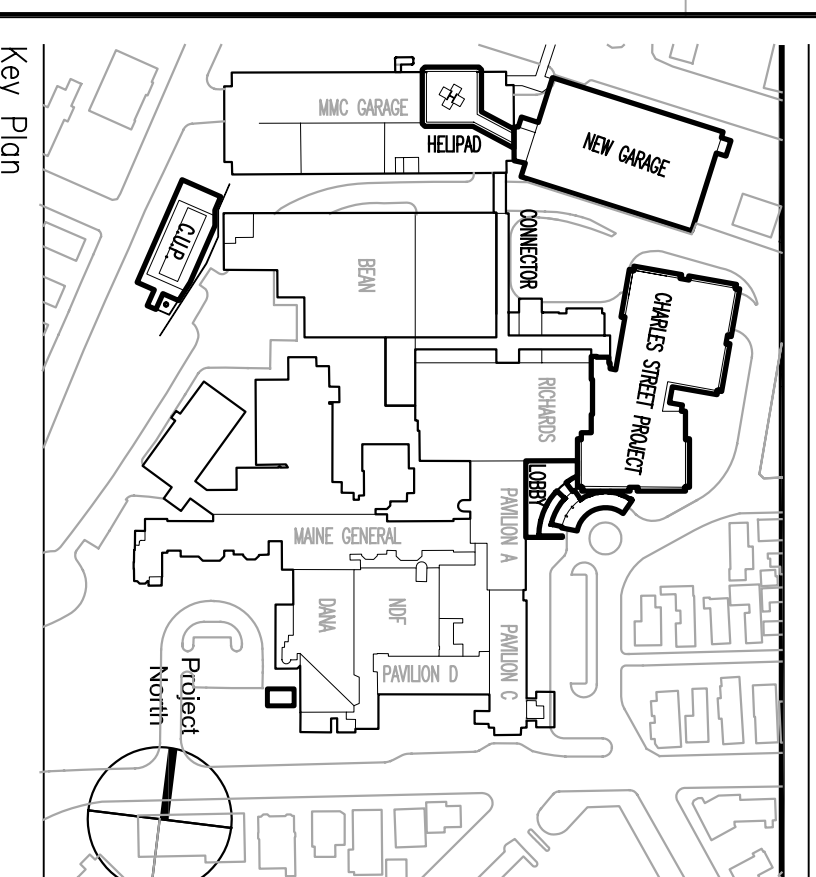 Key Plan
MMC GARAGE
HELIPAD
NEW GARAGE
C.U.P.
CONNECTOR
BEAN
CHARLES STREET PROJECT
RICHARDS
LOBBY
PAVILION A
MAINE GENERAL
DANA
NDF
PAVILION C
PAVILION D
Project
North